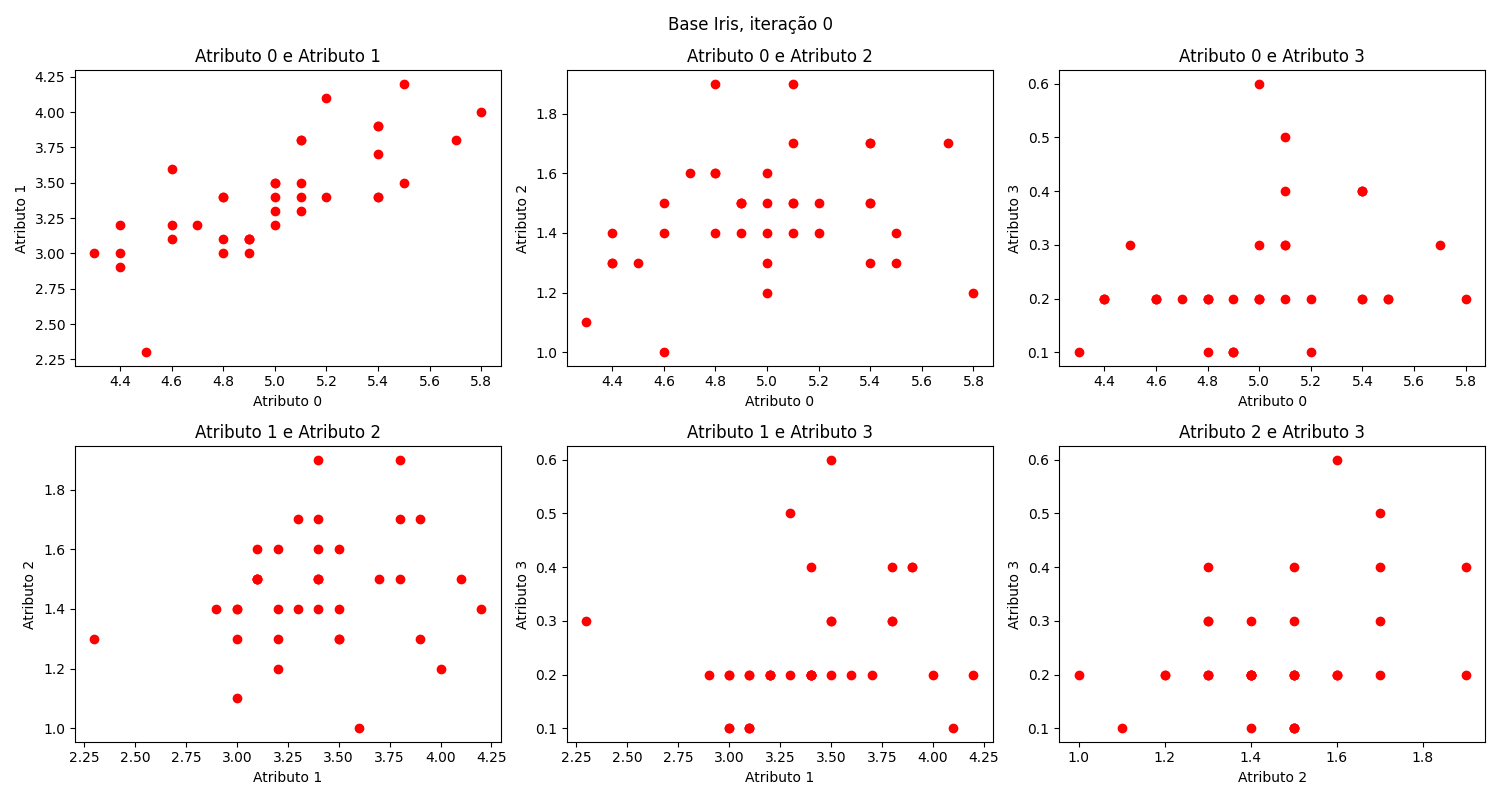 Base Iris, iteração 0
Atributo 0 e Atributo 1
4.25
4.00
3.75
3.50
3.25
3.00
2.75
2.50
2.25
Atributo 1
4.4 4.6 4.8 5.0 5.2 5.4 5.6 5.8
Atributo 0
Atributo 0 e Atributo 2
1.8
1.6
1.4
1.2
1.0
Atributo 2
4.4 4.6 4.8 5.0 5.2 5.4 5.6 5.8
Atributo 0
Atributo 0 e Atributo 3
0.6
0.5
0.4
0.3
0.2
0.1
Atributo 3
4.4 4.6 4.8 5.0 5.2 5.4 5.6 5.8
Atributo 0
Atributo 1 e Atributo 2
1.8
1.6
1.4
1.2
1.0
Atributo 2
2.25 2.50 2.75 3.00 3.25 3.50 3.75 4.00 4.25
Atributo 1
Atributo 1 e Atributo 3
0.6
0.5
0.4
0.3
0.2
0.1
Atributo 3
2.25 2.50 2.75 3.00 3.25 3.50 3.75 4.00 4.25
Atributo 1
Atributo 2 e Atributo 3
0.6
0.5
0.4
0.3
0.2
0.1
Atributo 3
1.0 1.2 1.4 1.6 1.8
Atributo 2